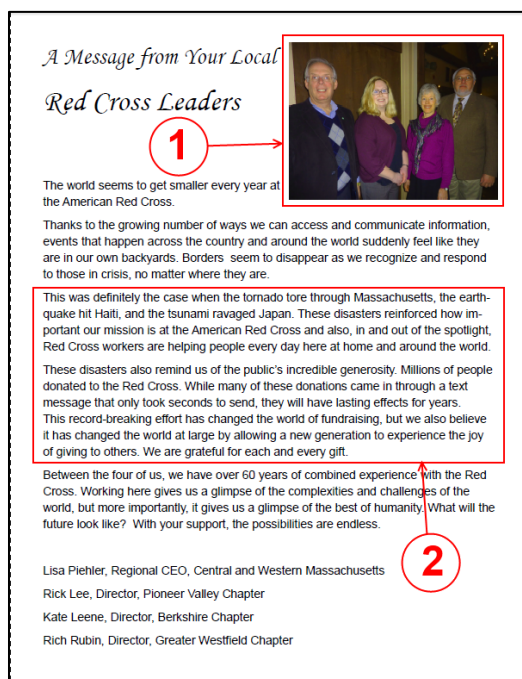 A Message from Your Local
Red Cross Leaders
1
The world seems to get smaller every year at
the American Red Cross.
Thanks to the growing number of ways we can access and communicate information,
events that happen across the country and around the world suddenly feel like they
are in our own backyards. Borders seem to disappear as we recognize and respond
to those in crisis, no matter where they are.
This was definitely the case when the tornado tore through Massachusetts, the earth-
quake hit Haiti, and the tsunami ravaged Japan. These disasters reinforced how im-
portant our mission is at the American Red Cross and also, in and out of the spotlight,
Red Cross workers are helping people every day here at home and around the world.
These disasters also remind us of the public's incredible generosity. Millions of people
donated to the Red Cross. While many of these donations came in through a text
message that only took seconds to send, they will have lasting effects for years.
This record-breaking effort has changed the world of fundraising, but we also believe
it has changed the world at large by allowing a new generation to experience the joy
of giving to others. We are grateful for each and every gift.
Between the four of us, we have over 60 years of combined experience with the Red
Cross. Working here gives us a glimpse of the complexities and challenges of the
world, but more importantly, it gives us a glimpse of the best of humanity. What will the
future look like? With your support, the possibilities are endless.
2
Lisa Piehler, Regional CEO, Central and Western Massachusetts
Rick Lee, Director, Pioneer Valley Chapter
Kate Leene, Director, Berkshire Chapter
Rich Rubin, Director, Greater Westfield Chapter